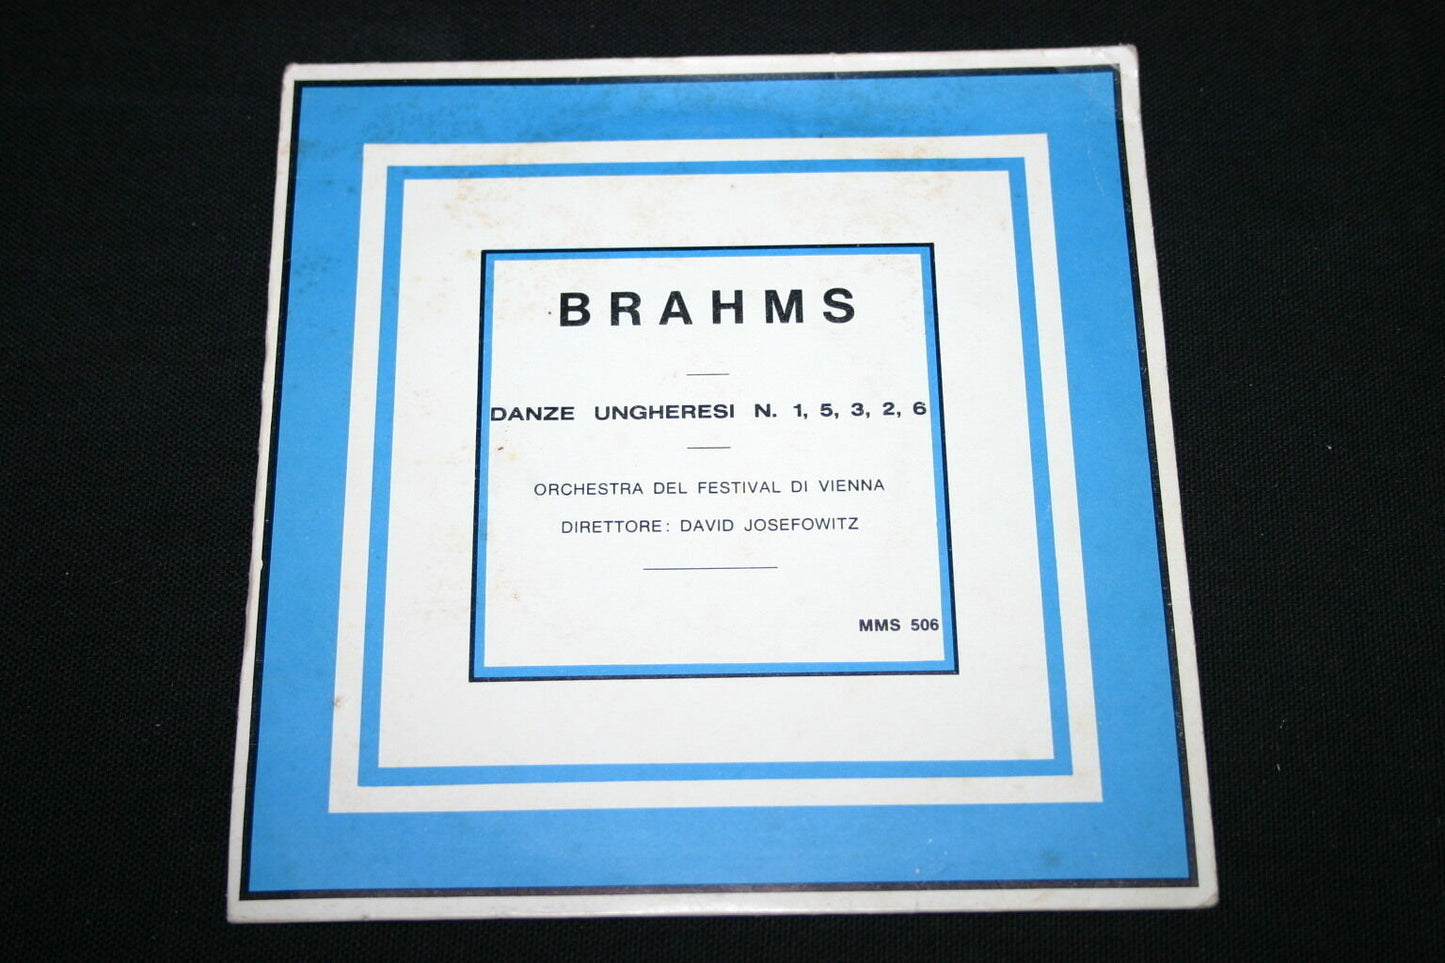 BRAHMS
DANZE UNGHERESI N. 1, 5, 3, 2, 6
ORCHESTRA DEL FESTIVAL DI VIENNA
DIRETTORE: DAVID JOSEFOWITZ
MMS 506